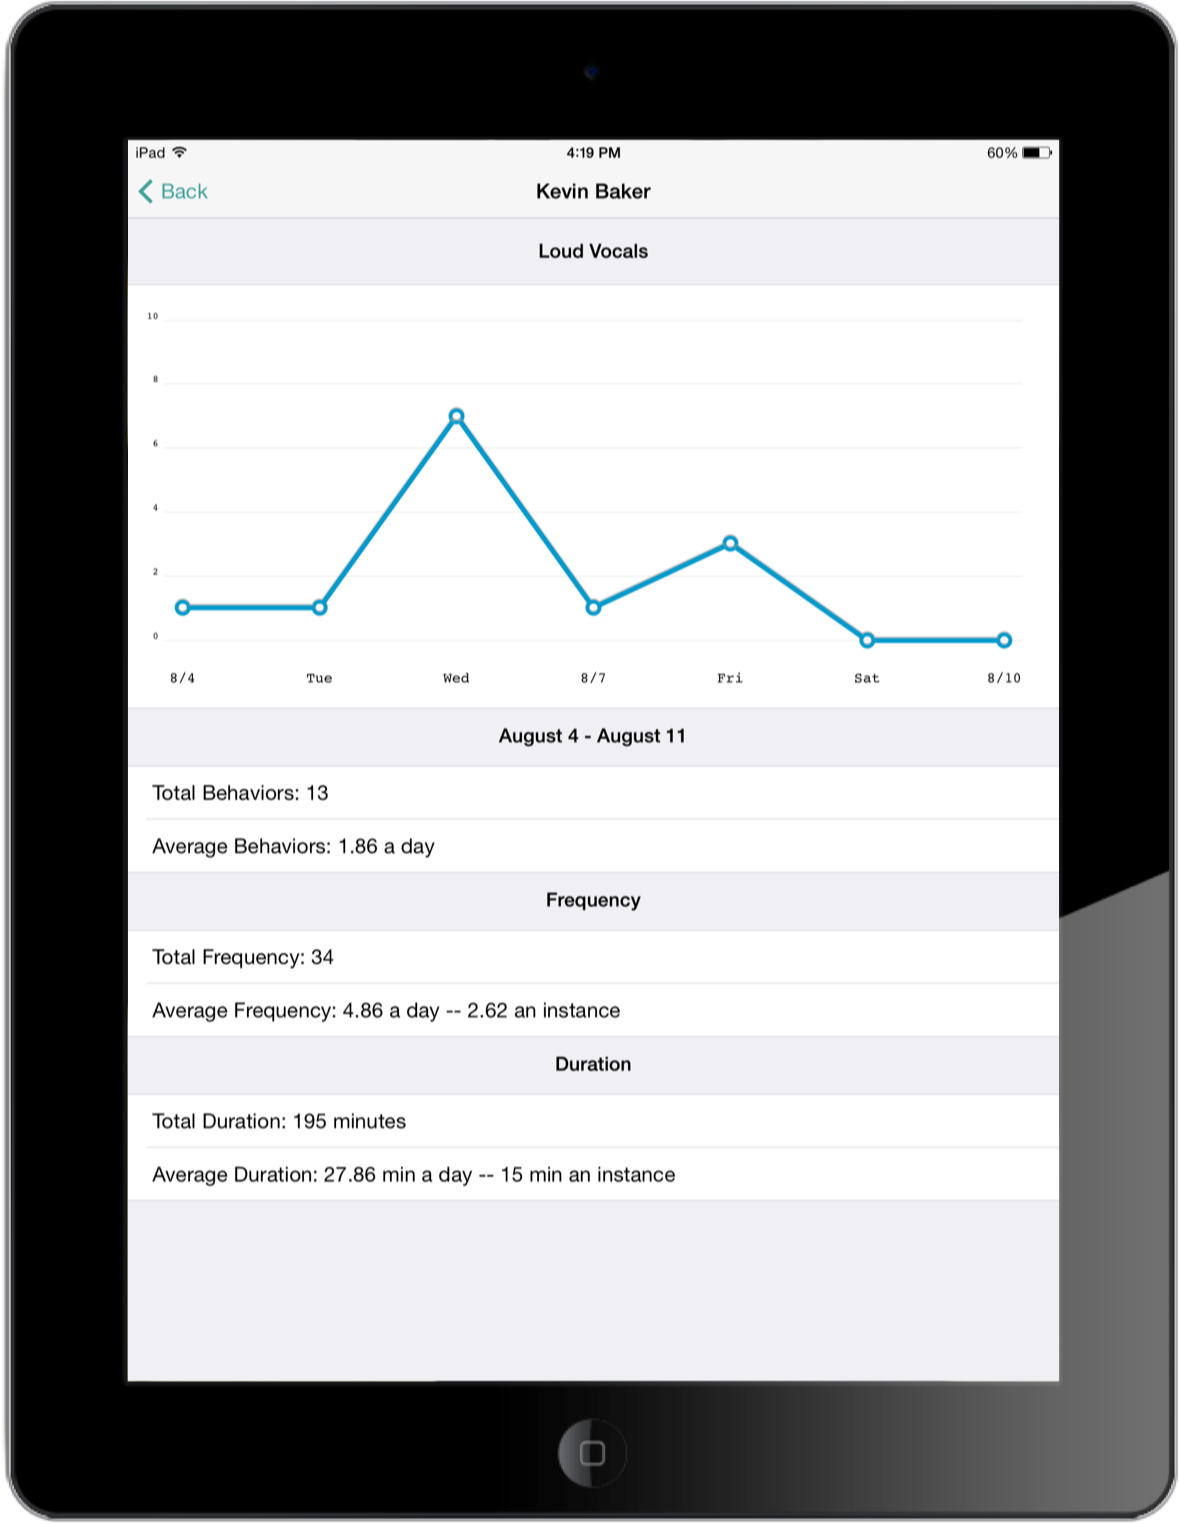 iPad 4:19 PM 60%
Back Kevin Baker
Loud Vocals
10
8
6
4
2
0
8/4 Tue Wed 8/7 Fri Sat 8/10
August 4 - August 11
Total Behaviors: 13
Average Behaviors: 1.86 a day
Frequency
Total Frequency: 34
Average Frequency: 4.86 a day -- 2.62 an instance
Duration
Total Duration: 195 minutes
Average Duration: 27.86 min a day -- 15 min an instance